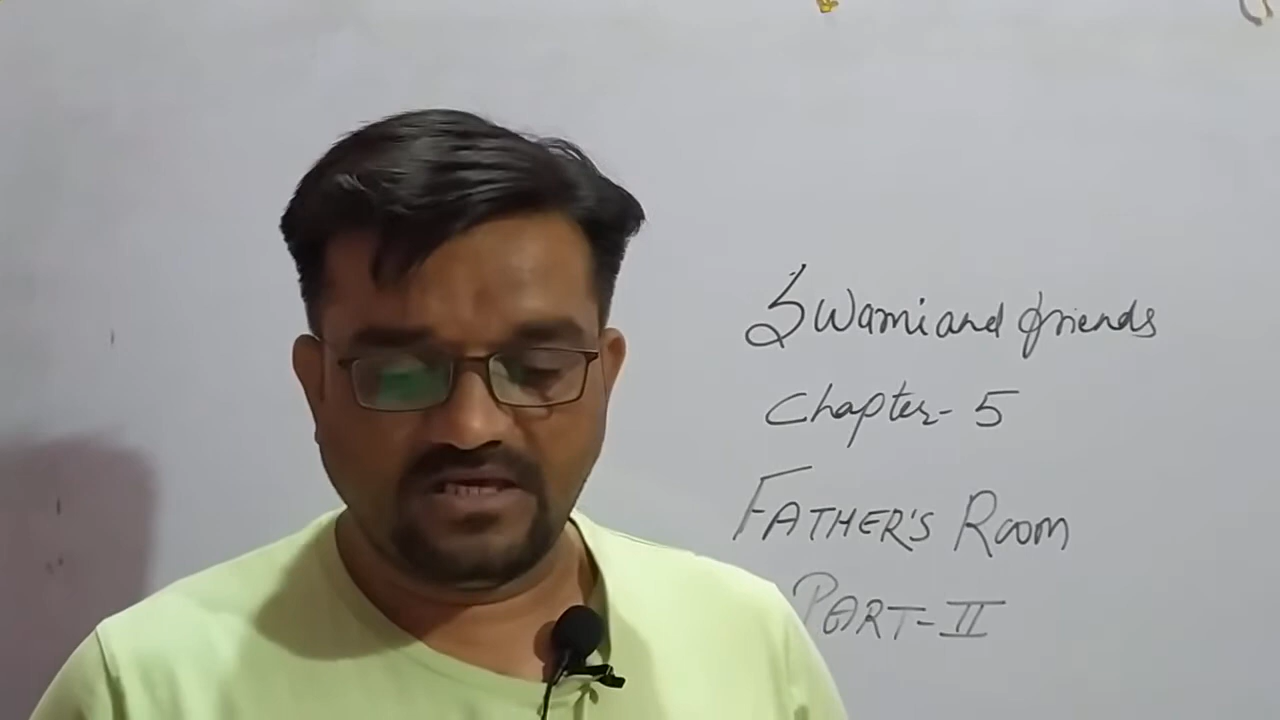 Swami and friends
Chapter - 5
FATHER'S ROOM
PART - II